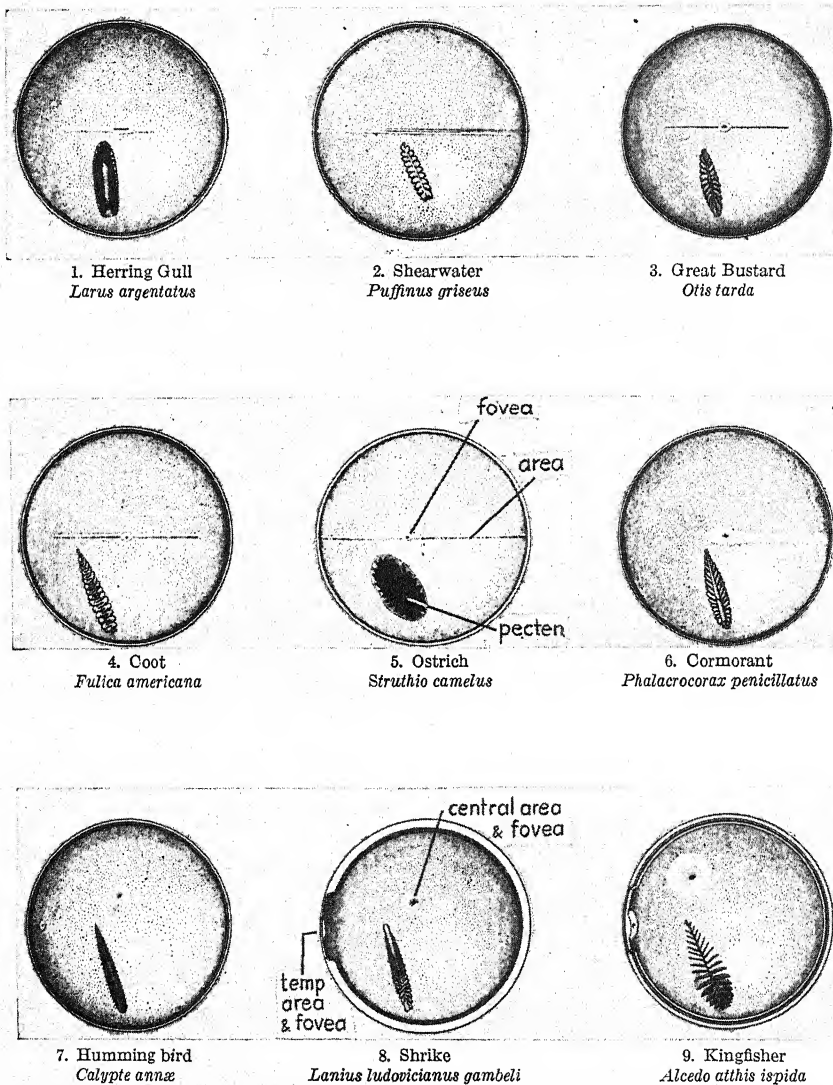 1. Herring Gull
Larus argentatus
2. Shearwater
Puffinus griseus
3. Great Bustard
Otis tarda
fovea
area
pecten
4. Coot
Fulica americana
5. Ostrich
Struthio camelus
6. Cormorant
Phalacrocorax penicillatus
central area
& fovea
temp
area
& fovea
7. Humming bird
Calypte annæ
8. Shrike
Lanius ludovicianus gambeli
9. Kingfisher
Alcedo atthis ispida